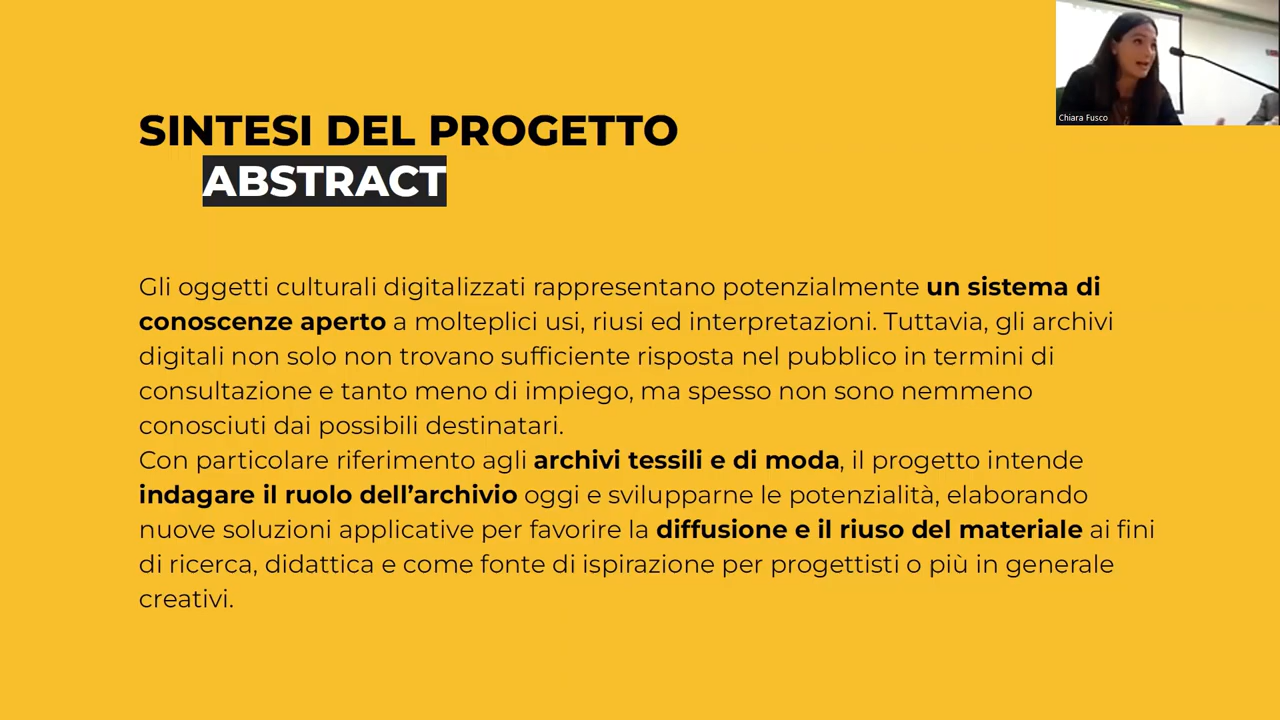 Chiara Fusco
SINTESI DEL PROGETTO
ABSTRACT
Gli oggetti culturali digitalizzati rappresentano potenzialmente un sistema di
conoscenze aperto a molteplici usi, riusi ed interpretazioni. Tuttavia, gli archivi
digitali non solo non trovano sufficiente risposta nel pubblico in termini di
consultazione e tanto meno di impiego, ma spesso non sono nemmeno
conosciuti dai possibili destinatari.
Con particolare riferimento agli archivi tessili e di moda, il progetto intende
indagare il ruolo dell’archivio oggi e svilupparne le potenzialità, elaborando
nuove soluzioni applicative per favorire la diffusione e il riuso del materiale ai fini
di ricerca, didattica e come fonte di ispirazione per progettisti o più in generale
creativi.